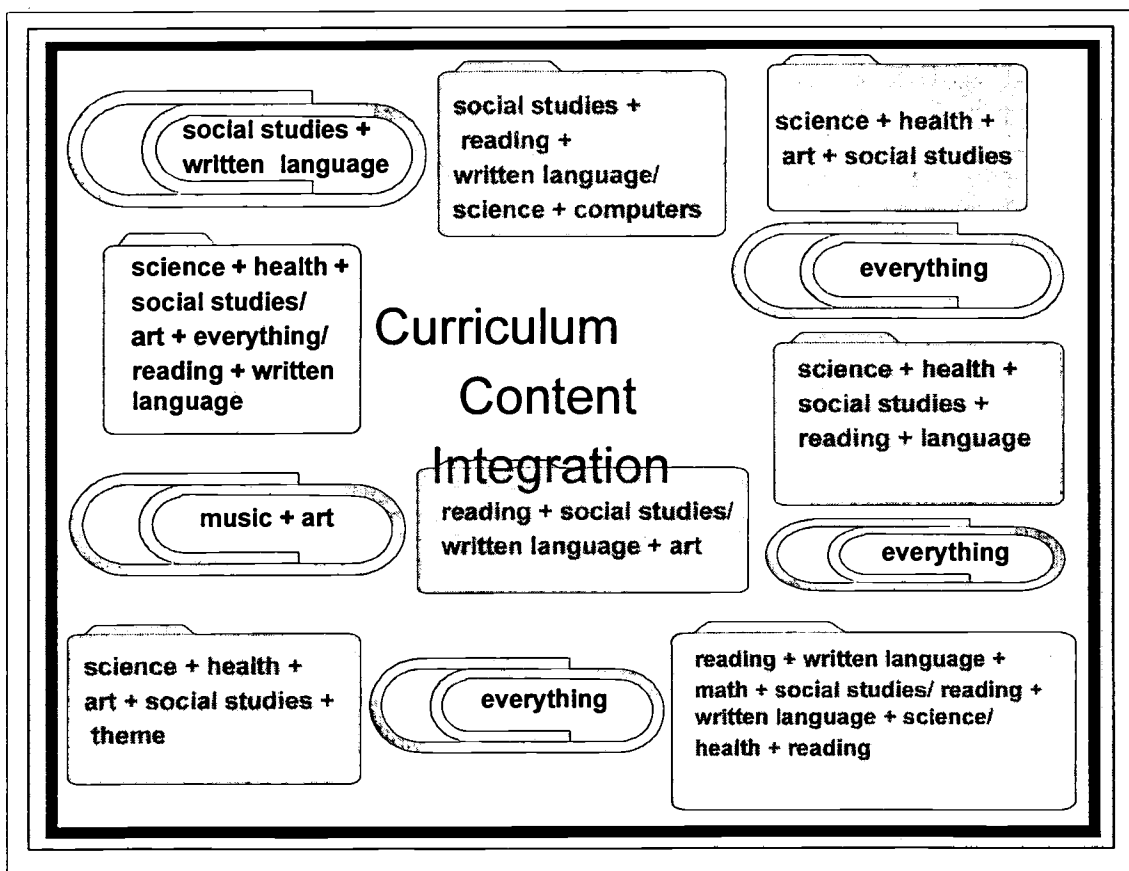 social studies +
written language
social studies +
reading +
written language/
science + computers
science + health +
art + social studies
everything
science + health +
social studies/
art + everything/
reading + written
language
Curriculum
Content
Integration
science + health +
social studies +
reading + language
music + art
reading + social studies/
written language + art
everything
science + health +
art + social studies +
theme
everything
reading + written language +
math + social studies/ reading +
written language + science/
health + reading